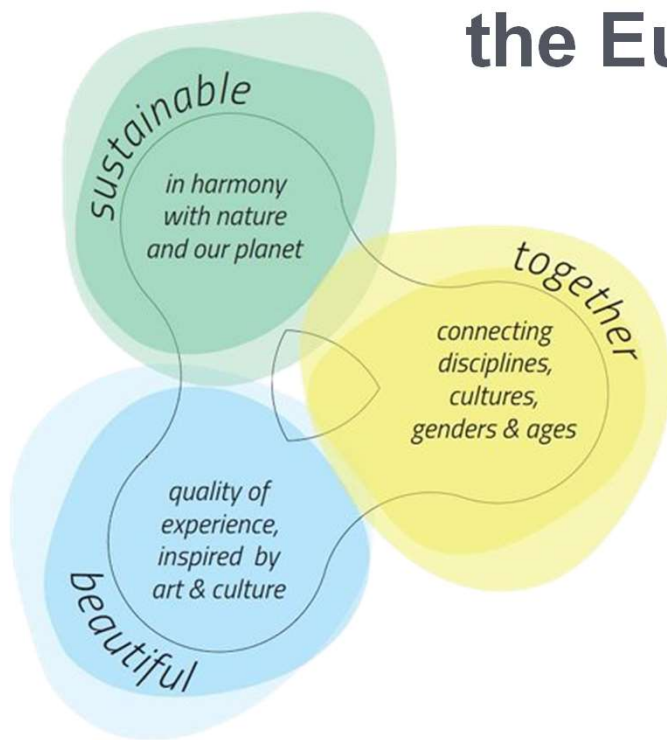 the Eu
sustainable
in harmony
with nature
and our planet
together
connecting
disciplines,
cultures,
genders & ages
quality of
experience,
inspired by
art & culture
beautiful